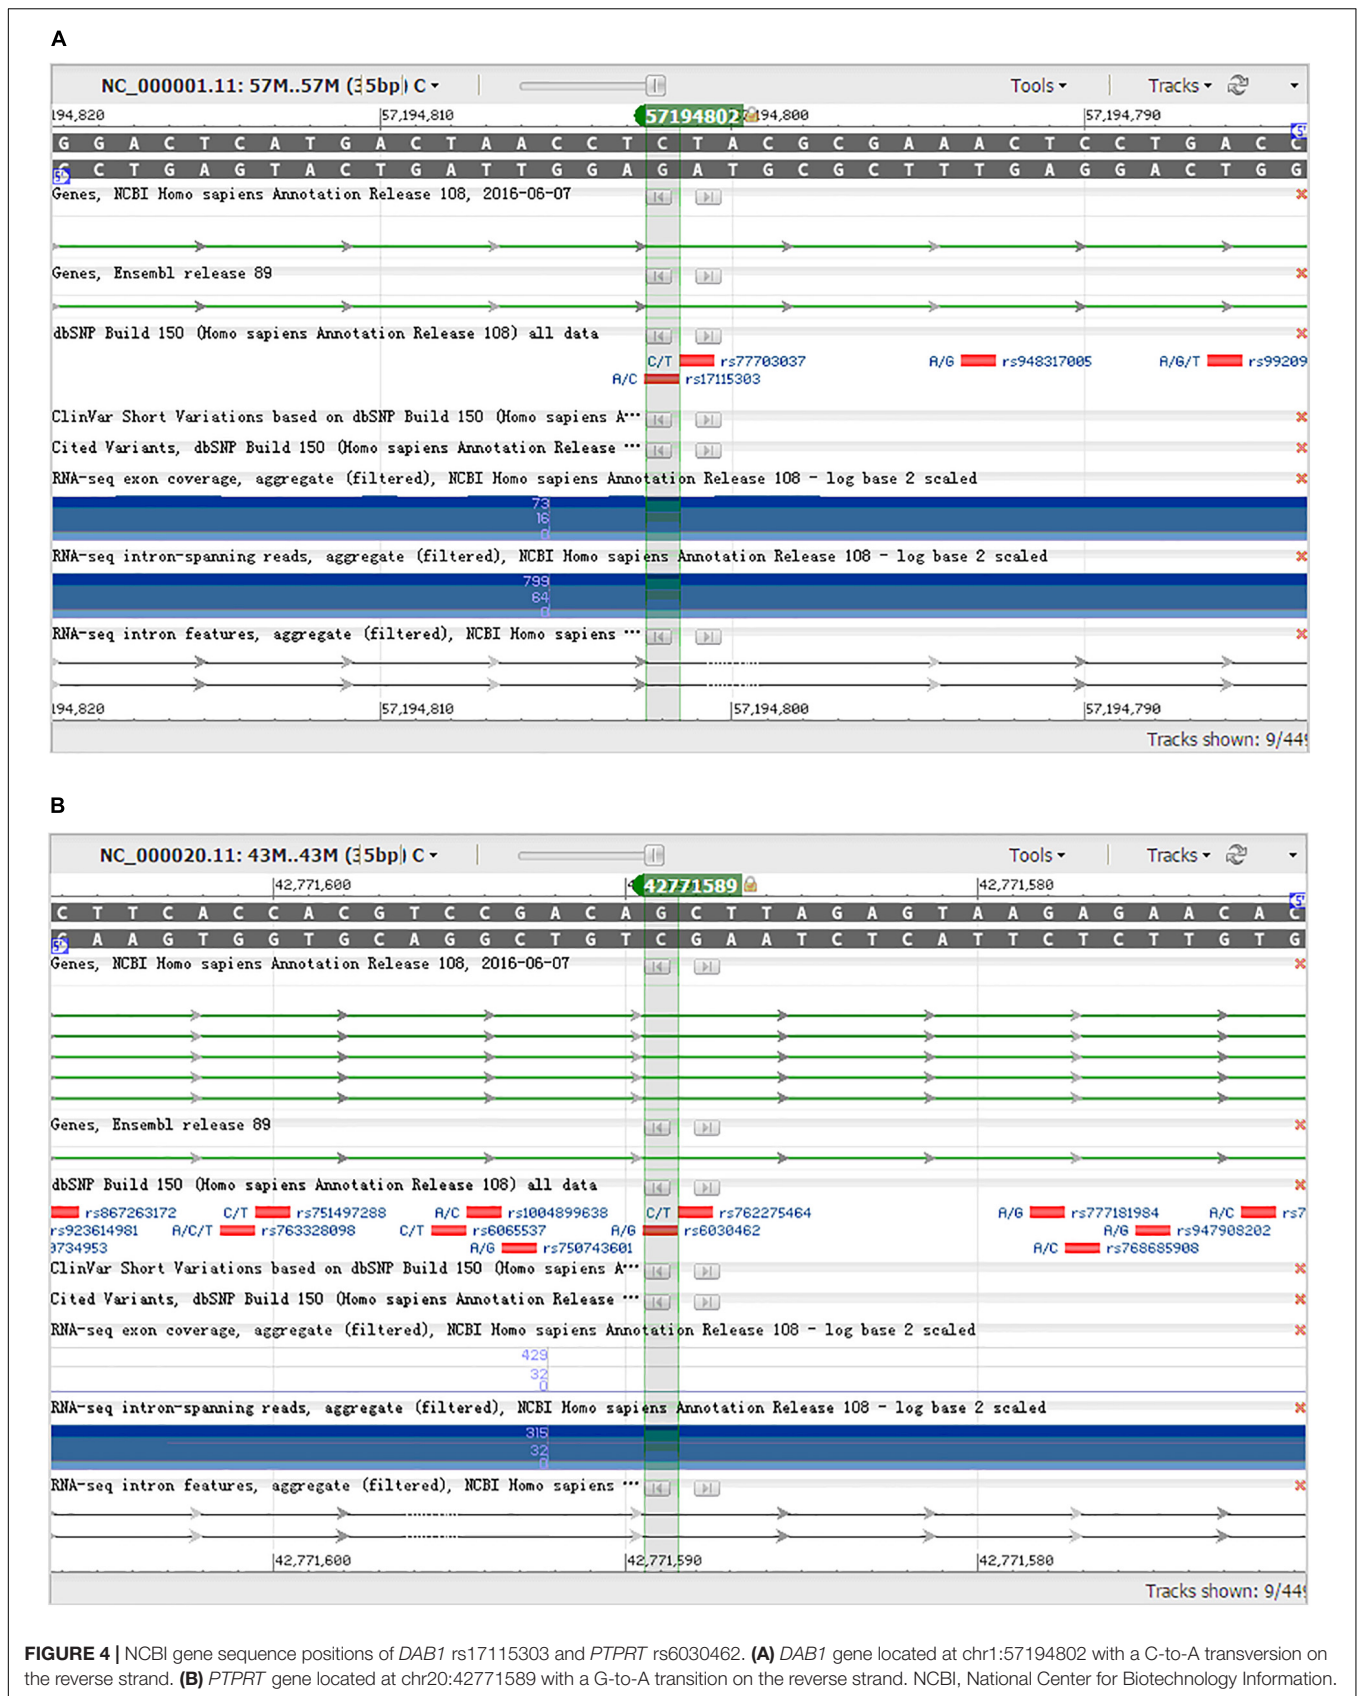 A
NC_000001.11: 57M..57M (35bp) C
Tools
Tracks
194,820 57,194,810 57194802 194,800 57,194,790
G G A C T C A T G A C T A A C C T C T A C G C G A A A C T C C T G A C C
5'
C C T G A G T A C T G A T T G G A G A T G C G C T T T G A G G A C T G G
5'
Genes, NCBI Homo sapiens Annotation Release 108, 2016-06-07
Genes, Ensembl release 89
dbSNP Build 150 (Homo sapiens Annotation Release 108) all data
C/T rs77703037 A/G rs948317005 A/G/T rs99209
A/C rs17115303
ClinVar Short Variations based on dbSNP Build 150 (Homo sapiens A...
Cited Variants, dbSNP Build 150 (Homo sapiens Annotation Release ...
RNA-seq exon coverage, aggregate (filtered), NCBI Homo sapiens Annotation Release 108 - log base 2 scaled
73
16
0
RNA-seq intron-spanning reads, aggregate (filtered), NCBI Homo sapiens Annotation Release 108 - log base 2 scaled
799
64
0
RNA-seq intron features, aggregate (filtered), NCBI Homo sapiens ...
194,820 57,194,810 57,194,800 57,194,790
Tracks shown: 9/449
B
NC_000020.11: 43M..43M (35bp) C
Tools
Tracks
42,771,600 42771589 42,771,580
C T T C A C C A C G T C C G A C A G C T T A G A G T A A G A G A A C A C
5'
G A A G T G G T G C A G G C T G T C G A A T C T C A T T C T C T T G T G
5'
Genes, NCBI Homo sapiens Annotation Release 108, 2016-06-07
Genes, Ensembl release 89
dbSNP Build 150 (Homo sapiens Annotation Release 108) all data
rs867263172 C/T rs751497288 A/C rs1004899638 C/T rs762275464 A/G rs777181984 A/C rs7
rs923614981 A/C/T rs763328098 C/T rs6065537 A/G rs6030462 A/G rs947908202
0734953 A/G rs750743601 A/C rs768685908
ClinVar Short Variations based on dbSNP Build 150 (Homo sapiens A...
Cited Variants, dbSNP Build 150 (Homo sapiens Annotation Release ...
RNA-seq exon coverage, aggregate (filtered), NCBI Homo sapiens Annotation Release 108 - log base 2 scaled
429
32
0
RNA-seq intron-spanning reads, aggregate (filtered), NCBI Homo sapiens Annotation Release 108 - log base 2 scaled
315
32
0
RNA-seq intron features, aggregate (filtered), NCBI Homo sapiens ...
42,771,600 42,771,590 42,771,580
Tracks shown: 9/449
FIGURE 4 | NCBI gene sequence positions of DAB1 rs17115303 and PTPRT rs6030462. (A) DAB1 gene located at chr1:57194802 with a C-to-A transversion on
the reverse strand. (B) PTPRT gene located at chr20:42771589 with a G-to-A transition on the reverse strand. NCBI, National Center for Biotechnology Information.